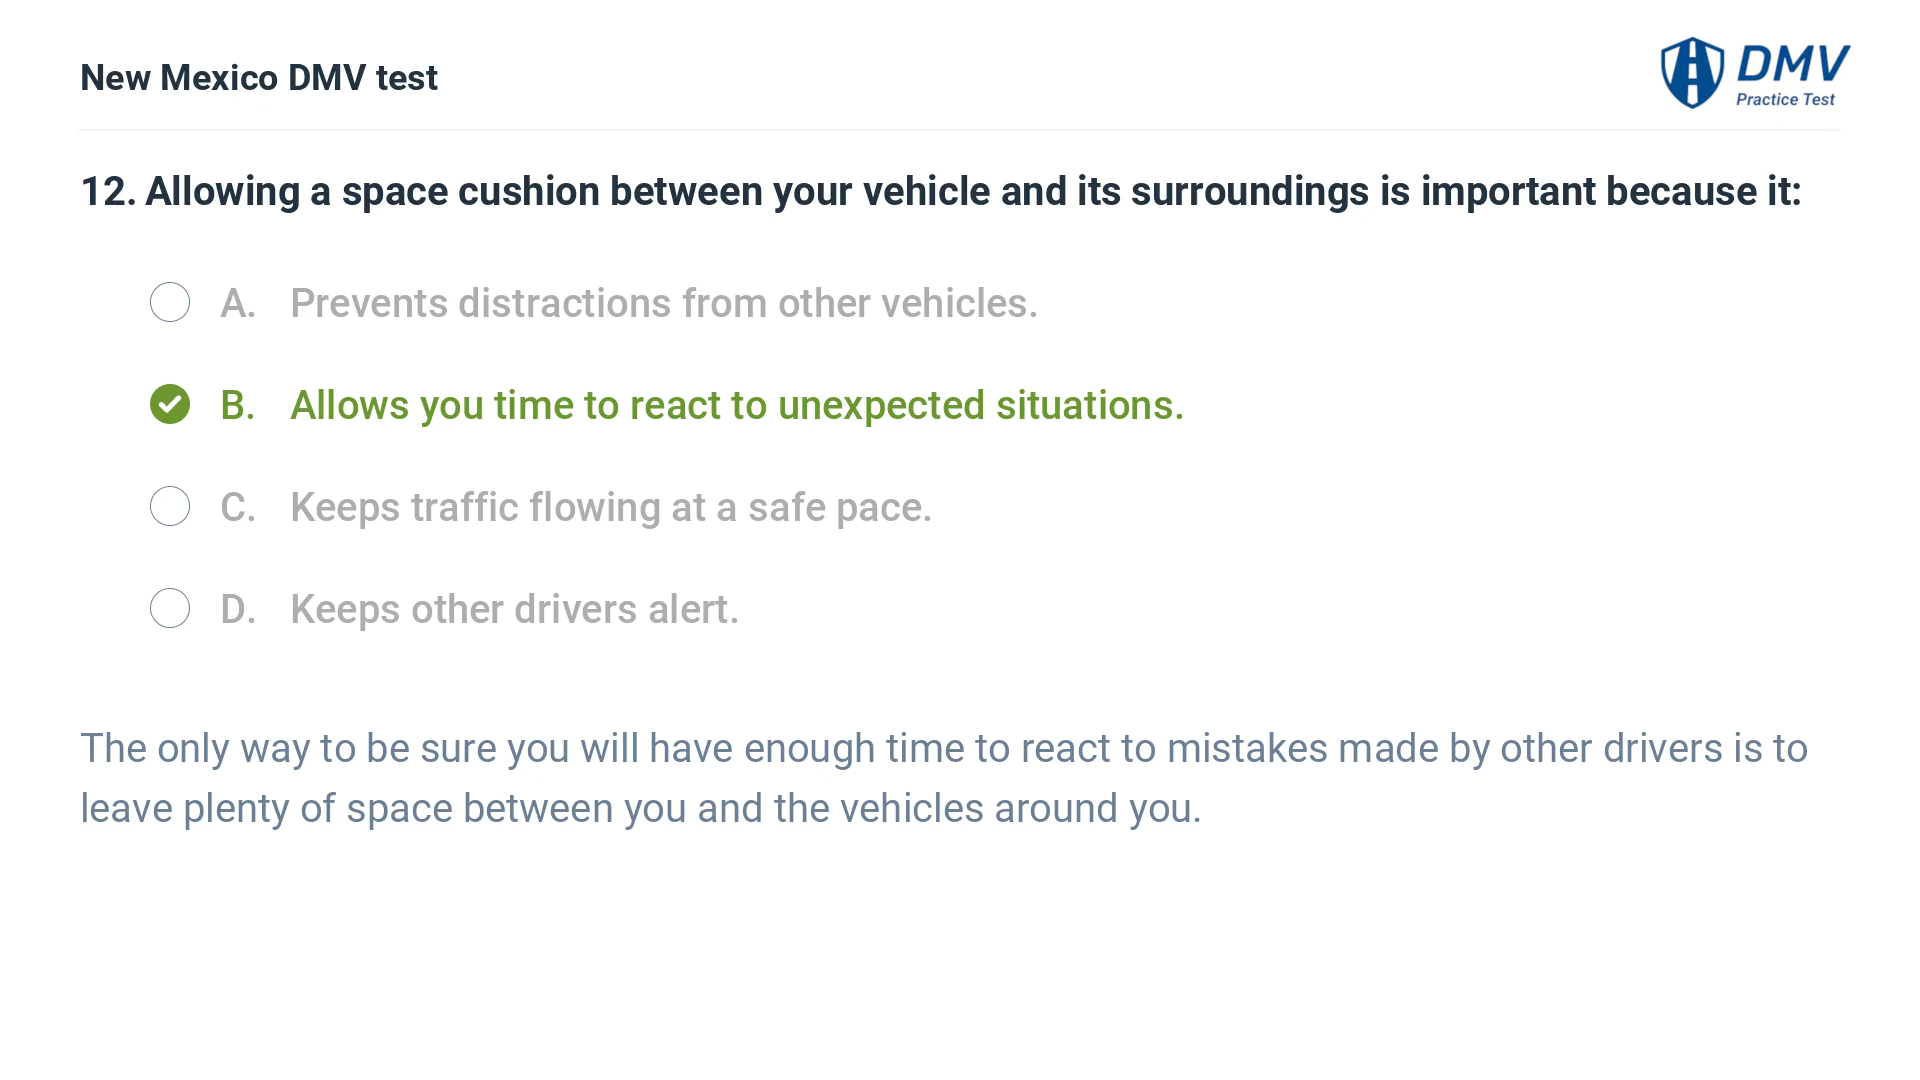 New Mexico DMV test
DMV
Practice Test
12. Allowing a space cushion between your vehicle and its surroundings is important because it:
A. Prevents distractions from other vehicles.
B. Allows you time to react to unexpected situations.
C. Keeps traffic flowing at a safe pace.
D. Keeps other drivers alert.
The only way to be sure you will have enough time to react to mistakes made by other drivers is to
leave plenty of space between you and the vehicles around you.